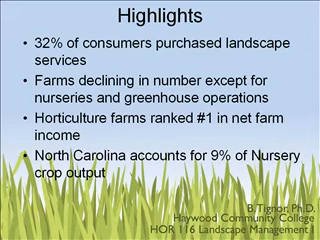 Highlights
• 32% of consumers purchased landscape
services
• Farms declining in number except for
nurseries and greenhouse operations
• Horticulture farms ranked #1 in net farm
income
• North Carolina accounts for 9% of Nursery
crop output
B. Tignor, Ph.D.
Haywood Community College
HOR 116 Landscape Management I